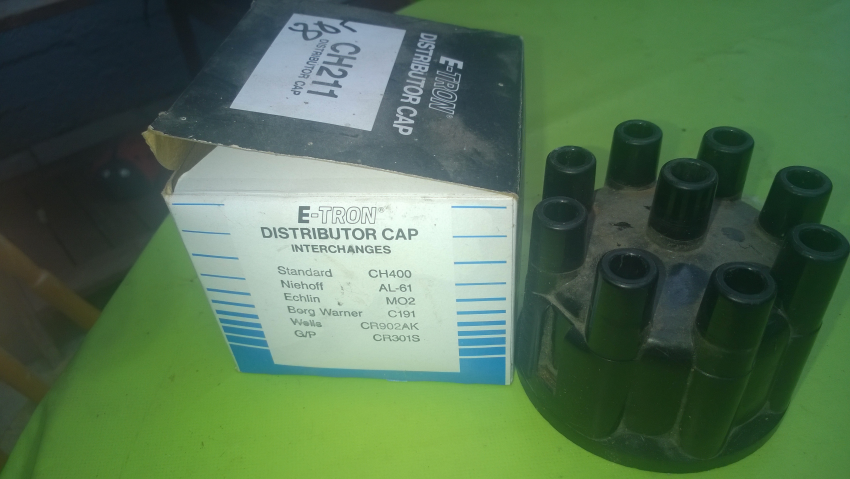 CH211
DISTRIBUTOR CAP
E-TRON
DISTRIBUTOR CAP
E-TRON®
DISTRIBUTOR CAP
INTERCHANGES
Standard CH400
Niehoff AL-61
Echlin MO2
Borg Warner C191
Wells CR902AK
G/P CR301S